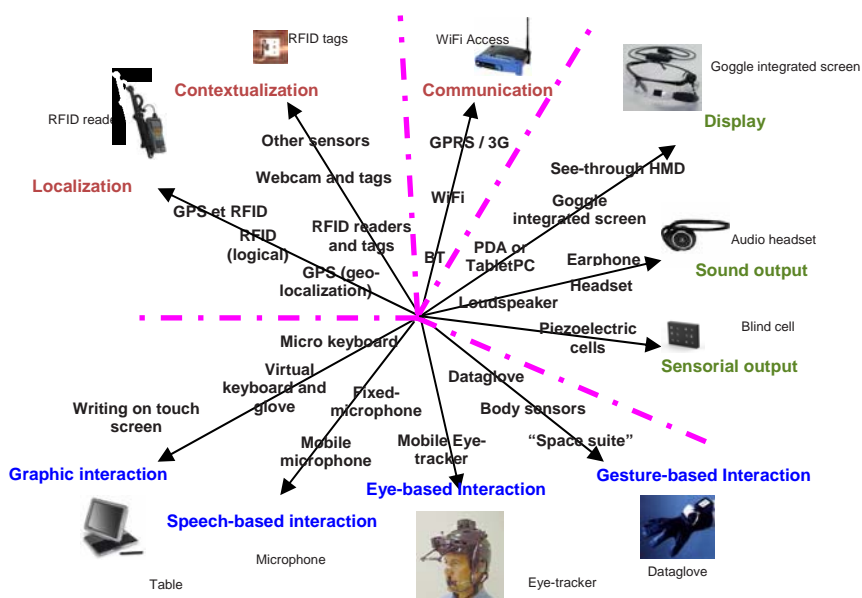 RFID tags
WiFi Access
Goggle integrated screen
Contextualization
Communication
RFID reade
Display
Other sensors
GPRS / 3G
See-through HMD
Localization
Webcam and tags
WiFi
Goggle
integrated screen
GPS et RFID
RFID
(logical)
RFID readers
and tags
BT
PDA or
TabletPC
Earphone
Headset
Audio headset
Sound output
GPS (geo-
localization)
Loudspeaker
Piezoelectric
cells
Blind cell
Sensorial output
Micro keyboard
Virtual
keyboard and
glove
Fixed-
microphone
Dataglove
Body sensors
Writing on touch
screen
Mobile
microphone
Mobile Eye-
tracker
“Space suite”
Graphic interaction
Speech-based interaction
Eye-based Interaction
Gesture-based Interaction
Table
Microphone
Eye-tracker
Dataglove